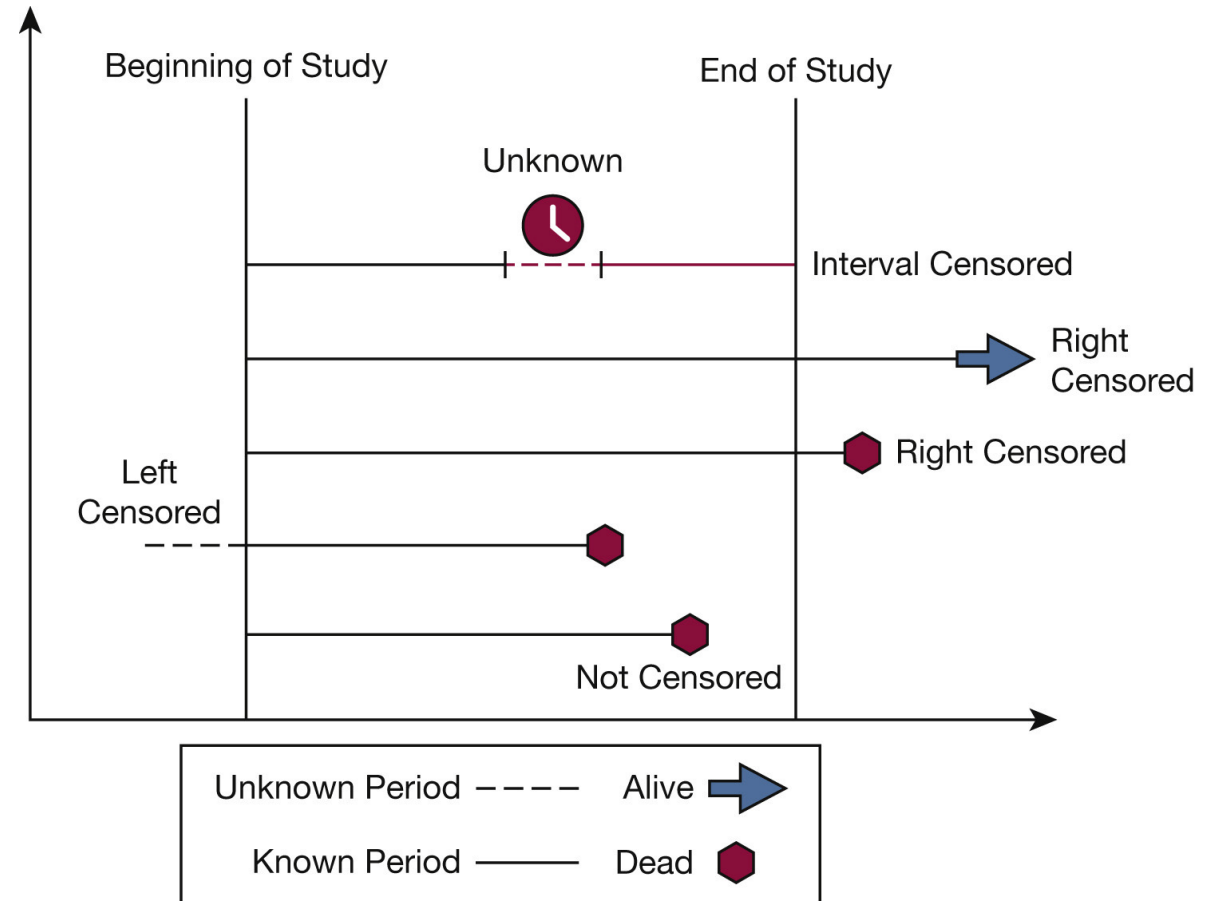 Beginning of Study
End of Study
Unknown
Interval Censored
Right
Censored
Right Censored
Left
Censored
Not Censored
Unknown Period
Alive
Known Period
Dead